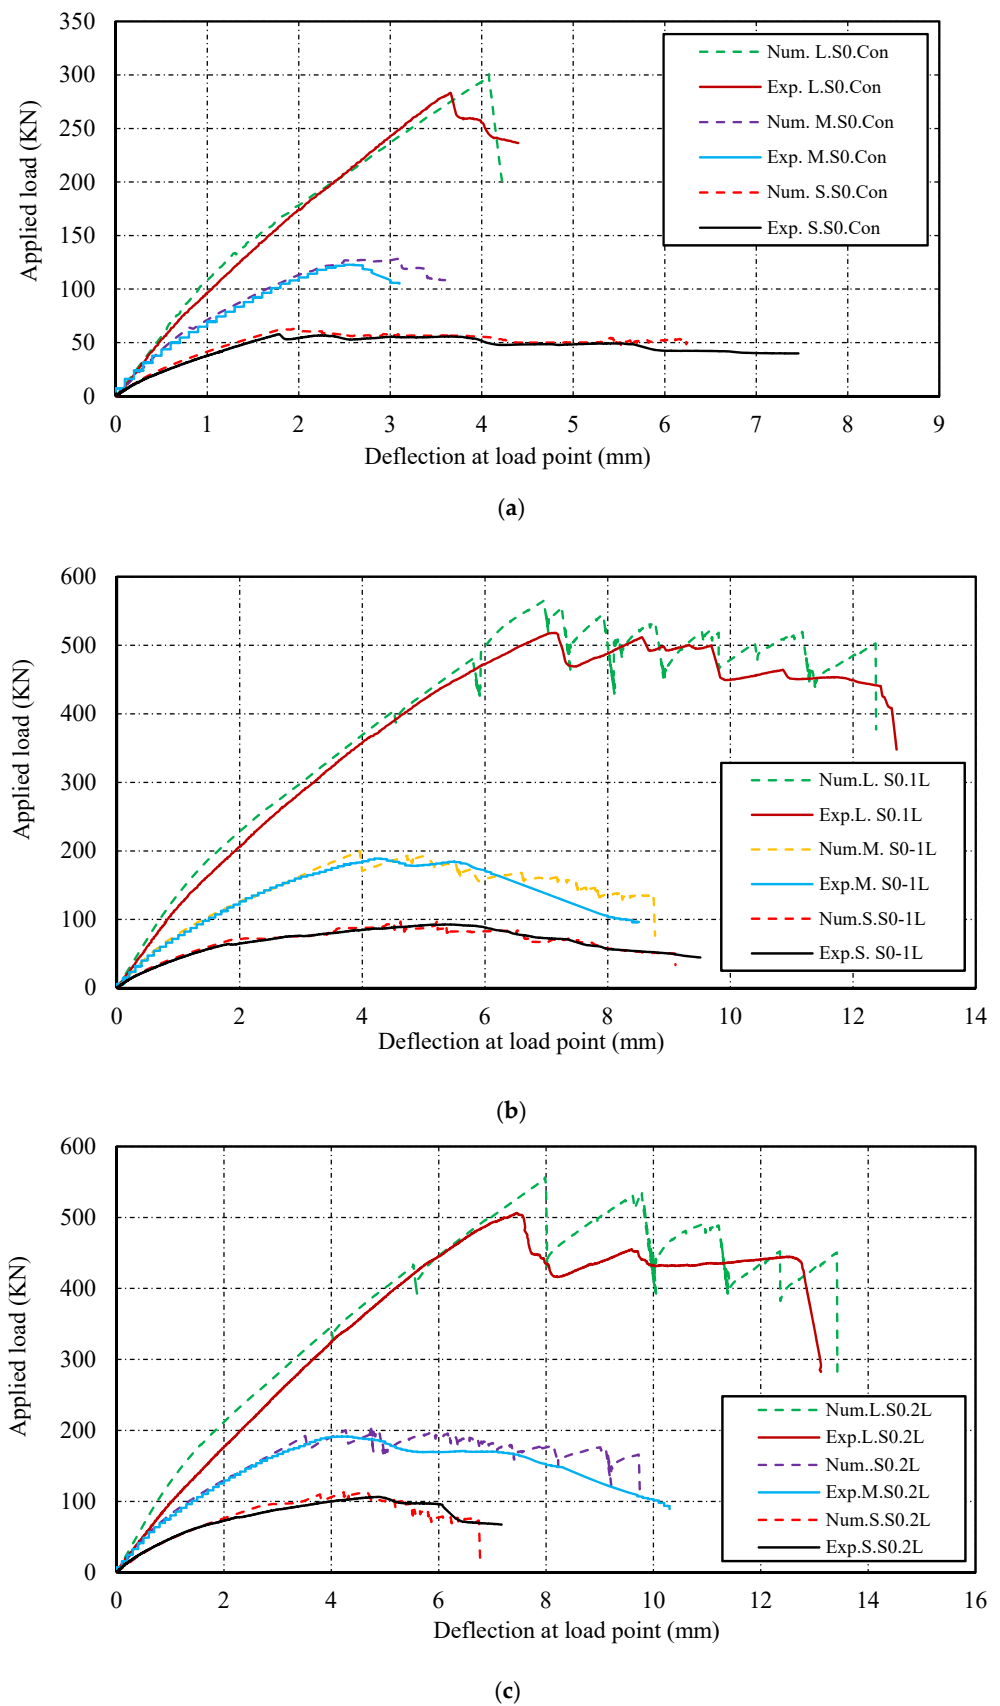 350
300
250
200
150
100
50
0
Applied load (KN)
Num. L.S0.Con
Exp. L.S0.Con
Num. M.S0.Con
Exp. M.S0.Con
Num. S.S0.Con
Exp. S.S0.Con
0 1 2 3 4 5 6 7 8 9
Deflection at load point (mm)
(a)
600
500
400
300
200
100
0
Applied load (KN)
Num.L. S0.1L
Exp.L. S0.1L
Num.M. S0-1L
Exp.M. S0-1L
Num.S.S0-1L
Exp.S. S0-1L
0 2 4 6 8 10 12 14
Deflection at load point (mm)
(b)
600
500
400
300
200
100
0
Applied load (KN)
Num.L.S0.2L
Exp.L.S0.2L
Num..S0.2L
Exp.M.S0.2L
Num.S.S0.2L
Exp.S.S0.2L
0 2 4 6 8 10 12 14 16
Deflection at load point (mm)
(c)